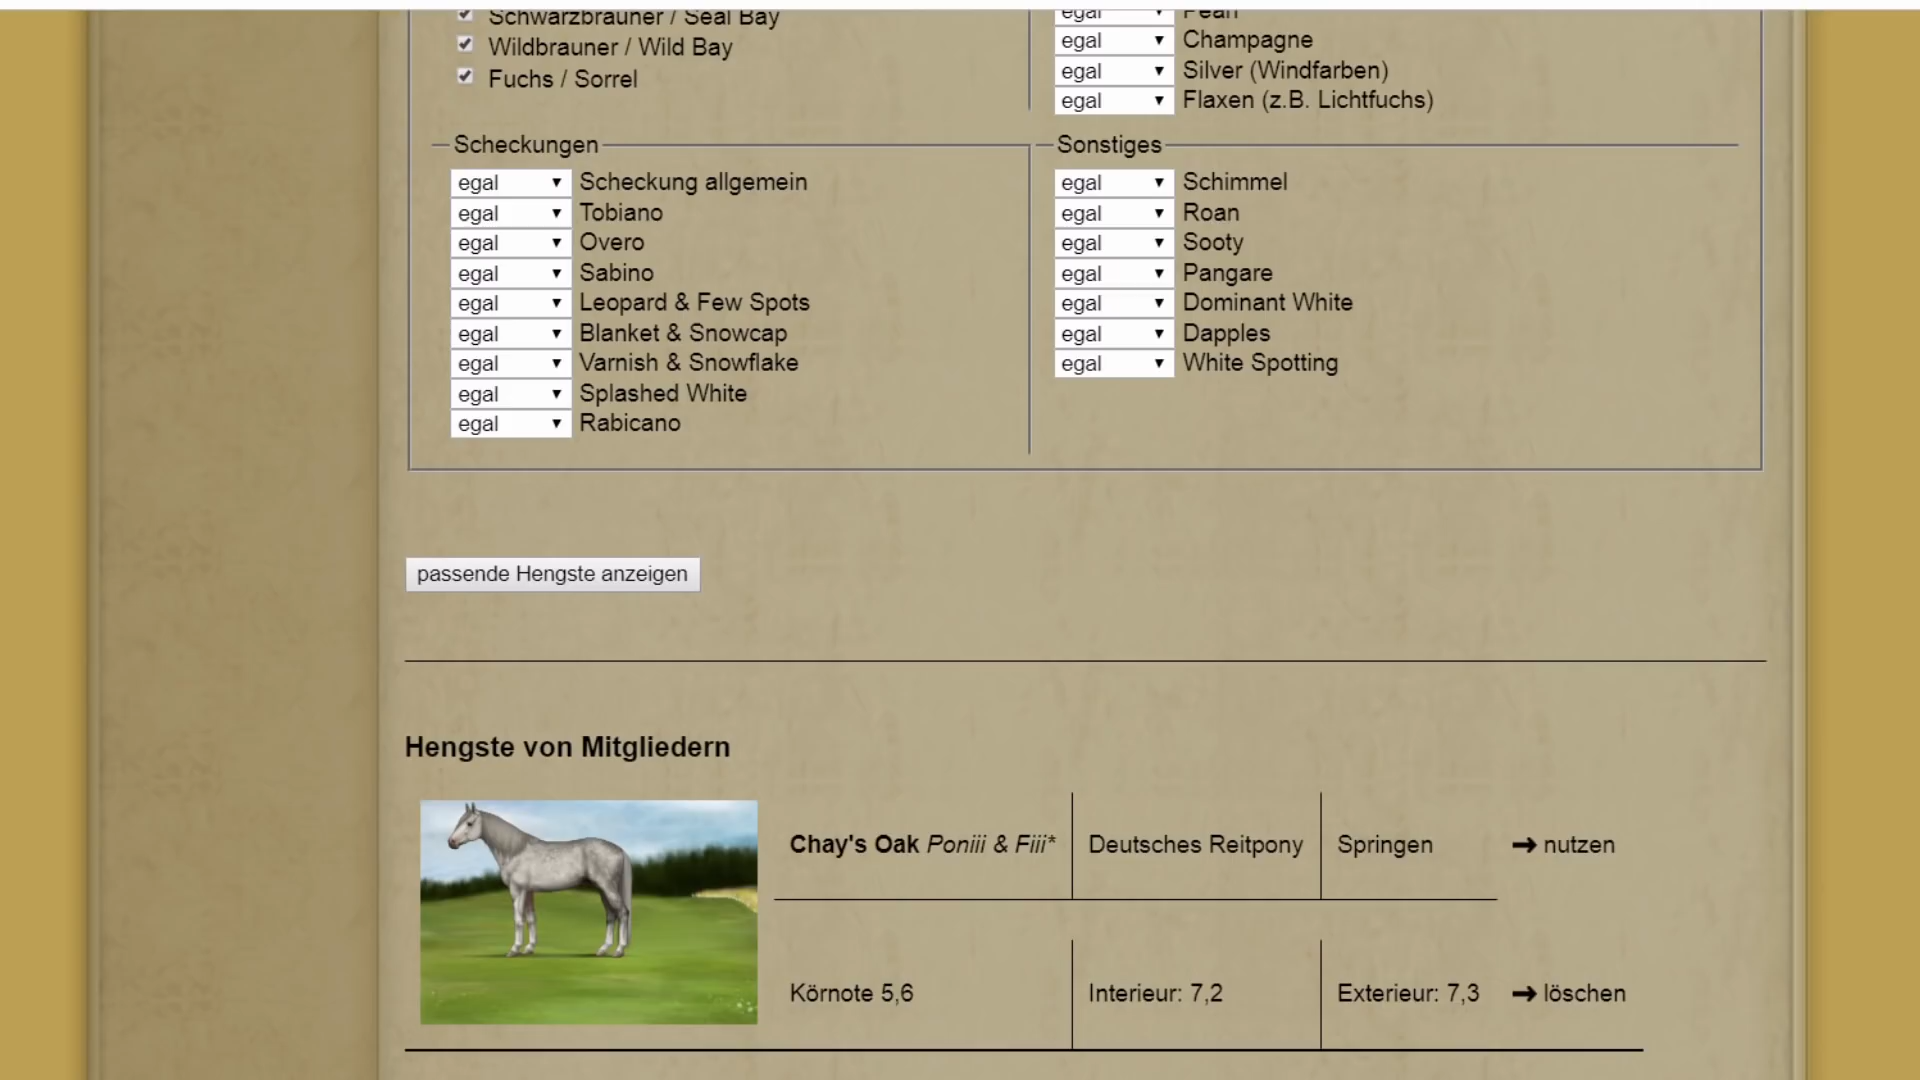 Schwarzbrauner / Seal Bay
Wildbrauner / Wild Bay
Fuchs / Sorrel
egal Pearl
egal Champagne
egal Silver (Windfarben)
egal Flaxen (z.B. Lichtfuchs)
Scheckungen
egal Scheckung allgemein
egal Tobiano
egal Overo
egal Sabino
egal Leopard & Few Spots
egal Blanket & Snowcap
egal Varnish & Snowflake
egal Splashed White
egal Rabicano
Sonstiges
egal Schimmel
egal Roan
egal Sooty
egal Pangare
egal Dominant White
egal Dapples
egal White Spotting
passende Hengste anzeigen
Hengste von Mitgliedern
Chay's Oak Poniii & Fiii* Deutsches Reitpony Springen ➞ nutzen
Körnote 5,6 Interieur: 7,2 Exterieur: 7,3 ➞ löschen